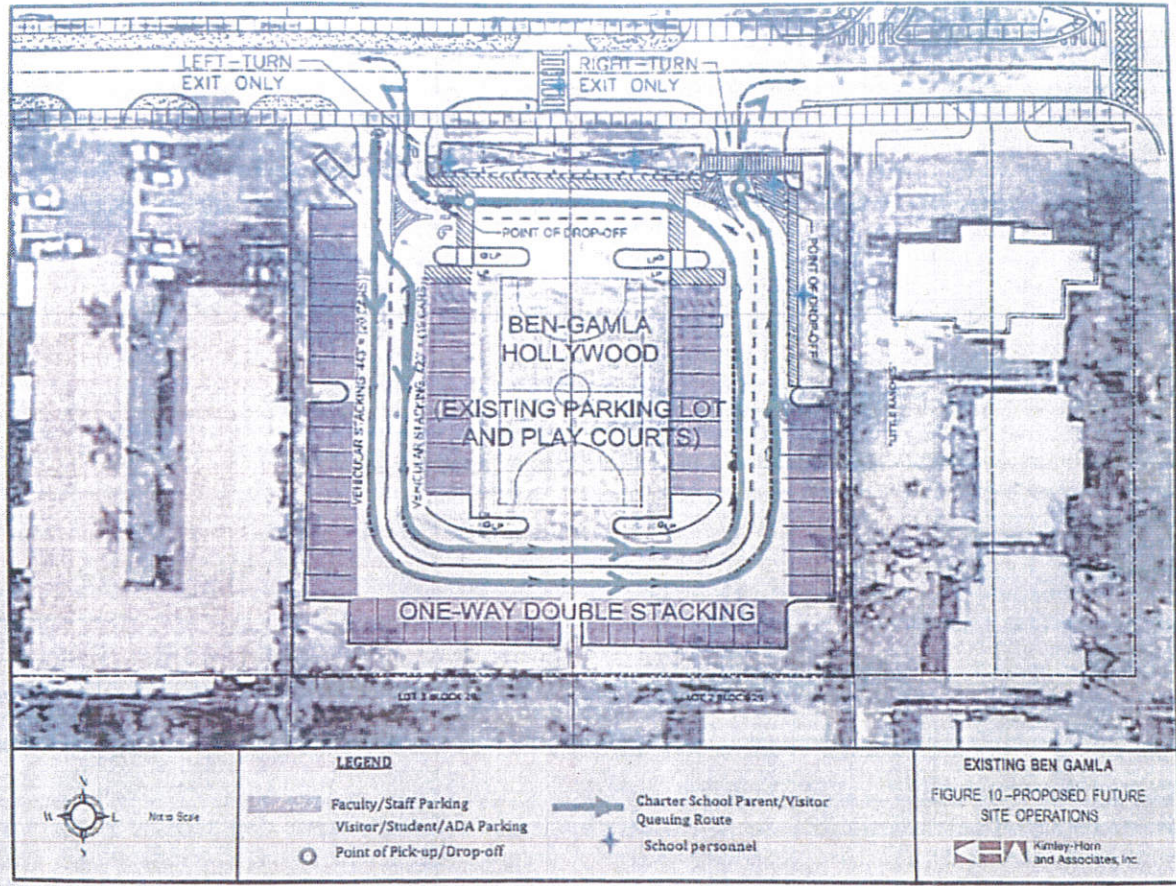 LEFT-TURN
EXIT ONLY
RIGHT-TURN
EXIT ONLY
POINT OF DROP-OFF
POINT OF DROP-OFF
VEHICULAR STACKING 443' = 20 CARS
VEHICULAR STACKING
BEN-GAMLA
HOLLYWOOD
(EXISTING PARKING LOT
AND PLAY COURTS)
ONE-WAY DOUBLE STACKING
LEGEND
Faculty/Staff Parking
Visitor/Student/ADA Parking
Point of Pick-up/Drop-off
Charter School Parent/Visitor
Queuing Route
School personnel
N
W
S
EXISTING BEN GAMLA
FIGURE 10 -PROPOSED FUTURE
SITE OPERATIONS
Kimley-Horn
and Associates, Inc.